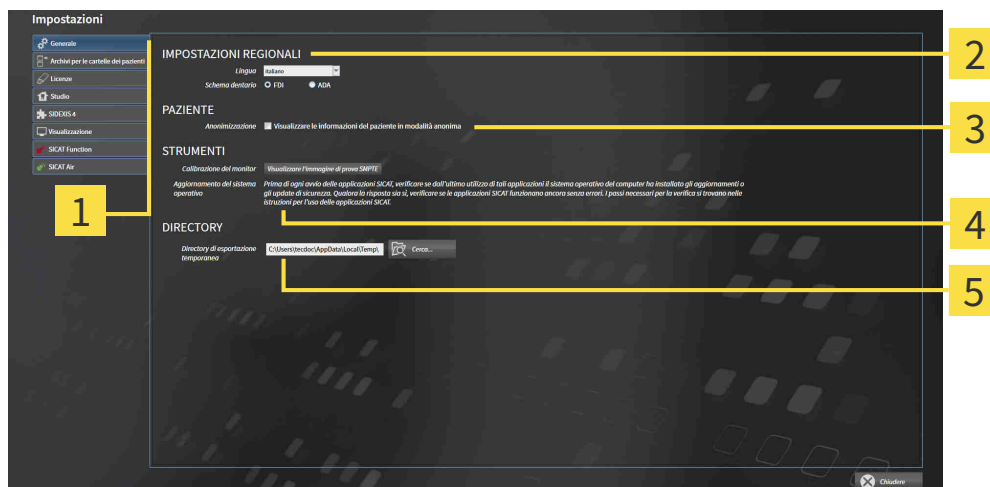 Impostazioni
Generale
Archivi per le cartelle dei pazienti
Licenze
Studio
SIDEXIS 4
Visualizzazione
SICAT Function
SICAT Air
1
IMPOSTAZIONI REGIONALI
Lingua italiano
Schema dentario FDI ADA
2
PAZIENTE
Anonimizzazione Visualizzare le informazioni del paziente in modalità anonima
3
STRUMENTI
Calibrazione del monitor Visualizzare l'immagine di prova SMPTE
Aggiornamento del sistema operativo
Prima di ogni avvio delle applicazioni SICAT, verificare se dall'ultimo utilizzo di tali applicazioni il sistema operativo del computer ha installato gli aggiornamenti o
gli update di sicurezza. Qualora la risposta sia sì, verificare se le applicazioni SICAT funzionano ancora senza errori. I passi necessari per la verifica si trovano nelle
istruzioni per l'uso delle applicazioni SICAT.
4
DIRECTORY
Directory di esportazione
temporanea
C:\Users\tecdoc\AppData\Local\Temp\ Cerca...
5
Chiudere